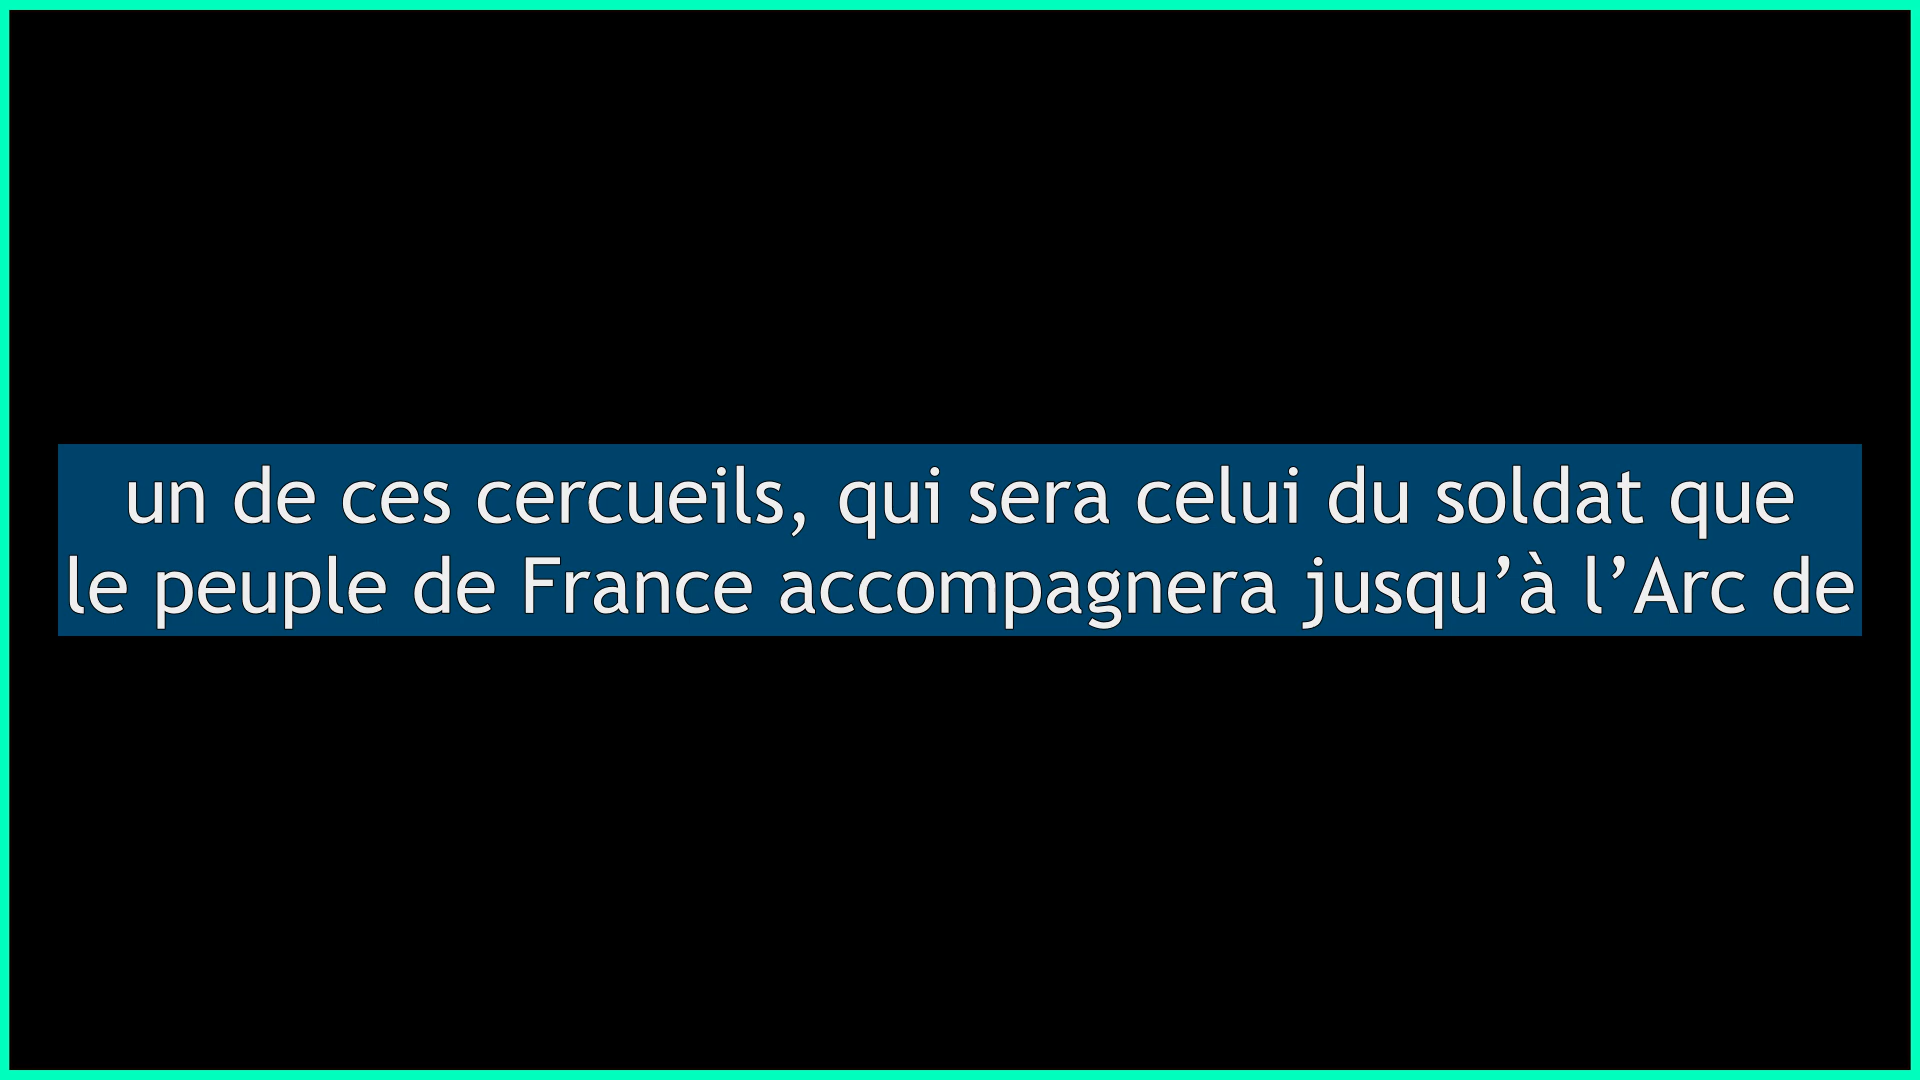 un de ces cercueils, qui sera celui du soldat que
le peuple de France accompagnera jusqu’à l’Arc de